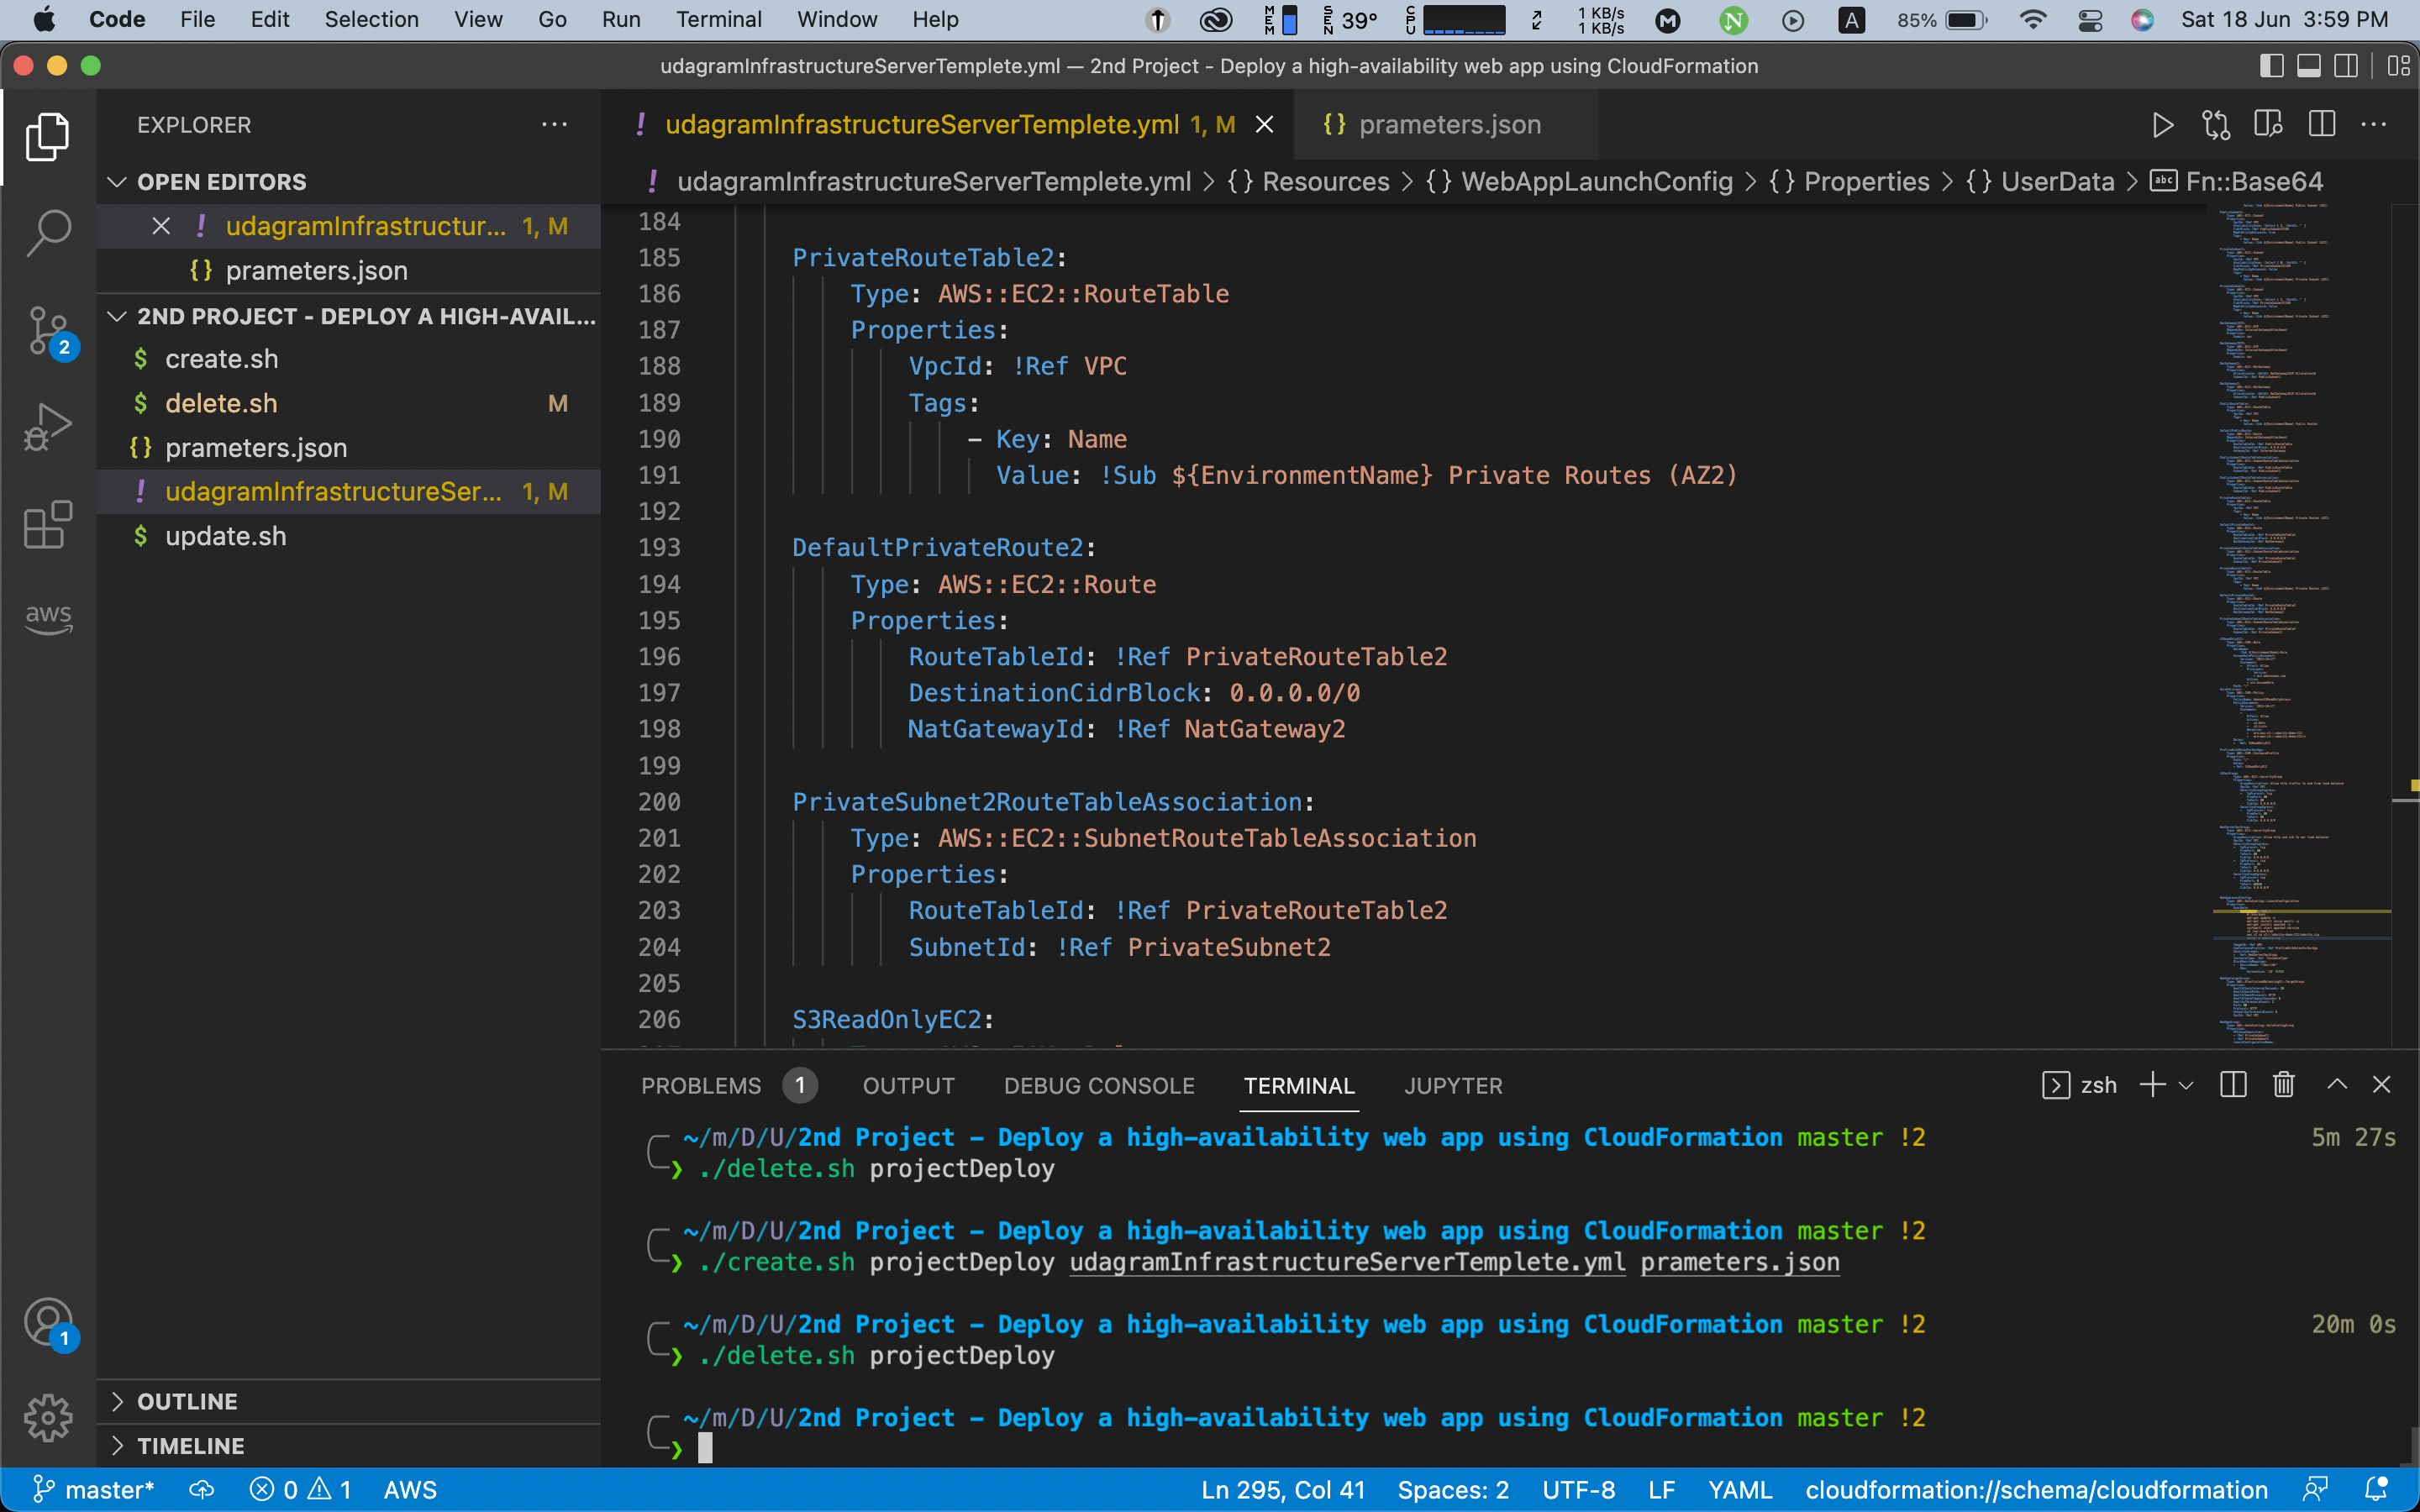 Code File Edit Selection View Go Run Terminal Window Help MEM SEN 39° CPU 1 KB/s 1 KB/s A 85% Sat 18 Jun 3:59 PM
udagramInfrastructureServerTemplete.yml — 2nd Project - Deploy a high-availability web app using CloudFormation
EXPLORER ...
! udagramInfrastructureServerTemplete.yml 1, M {} prameters.json
OPEN EDITORS
! udagramInfrastructureServerTemplete.yml > {} Resources > {} WebAppLaunchConfig > {} Properties > {} UserData > abc Fn::Base64
! udagramInfrastructur... 1, M
{} prameters.json
2ND PROJECT - DEPLOY A HIGH-AVAIL...
2
$ create.sh
$ delete.sh M
{} prameters.json
! udagramInfrastructureSer... 1, M
$ update.sh
aws
1
OUTLINE
TIMELINE
184
185 PrivateRouteTable2:
186 Type: AWS::EC2::RouteTable
187 Properties:
188 VpcId: !Ref VPC
189 Tags:
190 - Key: Name
191 Value: !Sub ${EnvironmentName} Private Routes (AZ2)
192
193 DefaultPrivateRoute2:
194 Type: AWS::EC2::Route
195 Properties:
196 RouteTableId: !Ref PrivateRouteTable2
197 DestinationCidrBlock: 0.0.0.0/0
198 NatGatewayId: !Ref NatGateway2
199
200 PrivateSubnet2RouteTableAssociation:
201 Type: AWS::EC2::SubnetRouteTableAssociation
202 Properties:
203 RouteTableId: !Ref PrivateRouteTable2
204 SubnetId: !Ref PrivateSubnet2
205
206 S3ReadOnlyEC2:
PROBLEMS 1 OUTPUT DEBUG CONSOLE TERMINAL JUPYTER zsh
~/m/D/U/2nd Project - Deploy a high-availability web app using CloudFormation master !2 5m 27s
❯ ./delete.sh projectDeploy
~/m/D/U/2nd Project - Deploy a high-availability web app using CloudFormation master !2
❯ ./create.sh projectDeploy udagramInfrastructureServerTemplete.yml prameters.json
~/m/D/U/2nd Project - Deploy a high-availability web app using CloudFormation master !2 20m 0s
❯ ./delete.sh projectDeploy
~/m/D/U/2nd Project - Deploy a high-availability web app using CloudFormation master !2
❯
master* 0 1 AWS Ln 295, Col 41 Spaces: 2 UTF-8 LF YAML cloudformation://schema/cloudformation